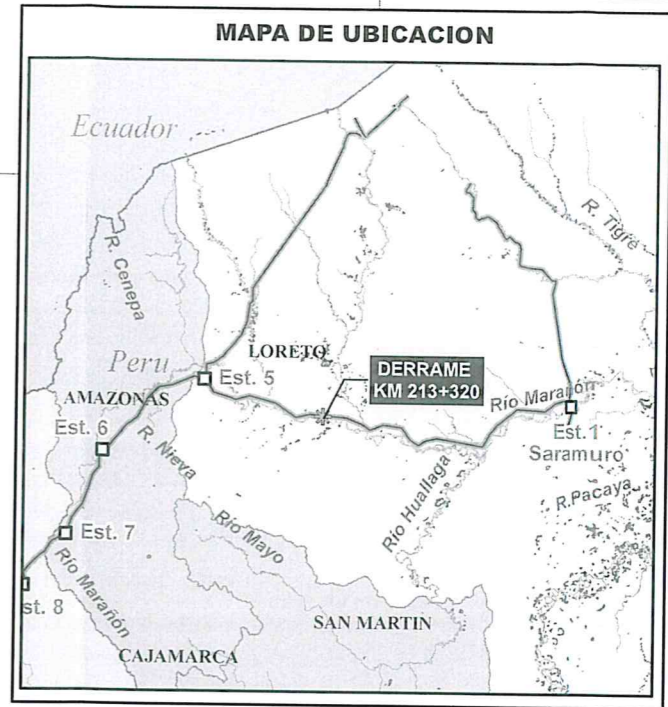 MAPA DE UBICACION
Ecuador
R. Tigre
R. Cenepa
LORETO
Peru
DERRAME
KM 213+320
Est. 5
AMAZONAS
Río Marañón
Est. 1
Saramuro
Est. 6
R. Nieva
Río Huallaga
R.Pacaya
Río Mayo
Est. 7
Río Marañón
st. 8
SAN MARTIN
CAJAMARCA